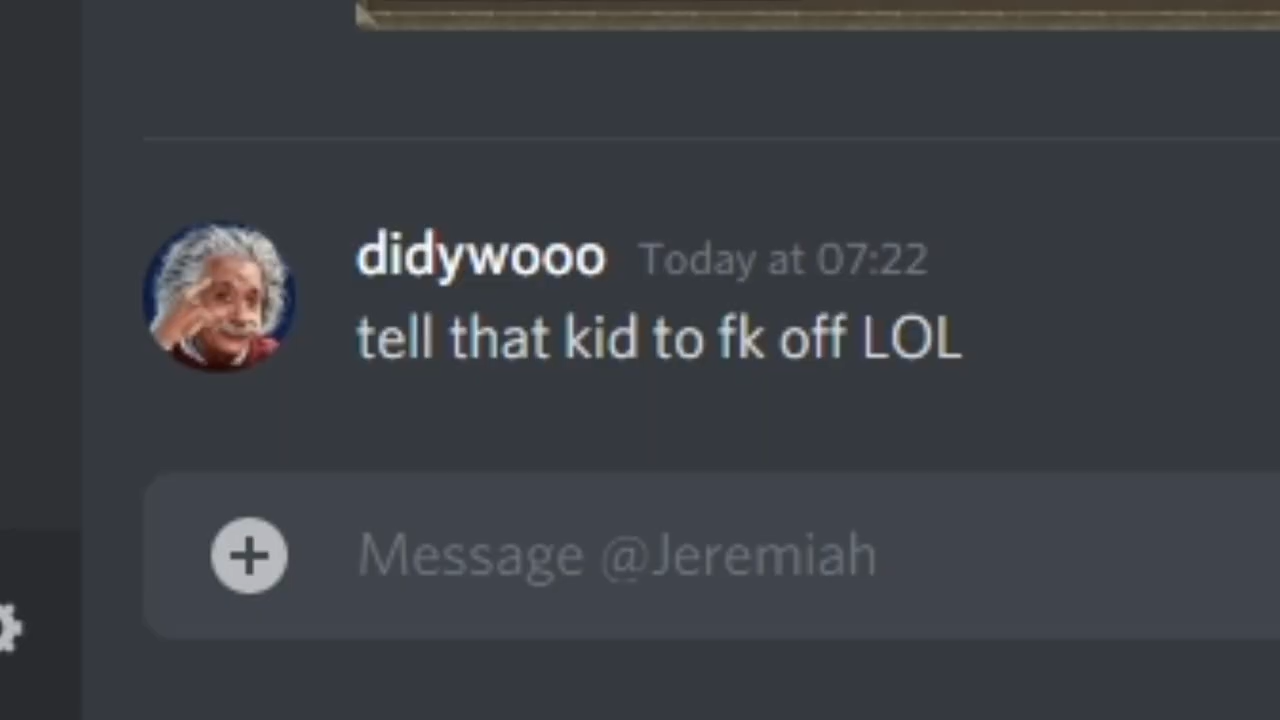 didywooo Today at 07:22
tell that kid to fk off LOL
Message @Jeremiah